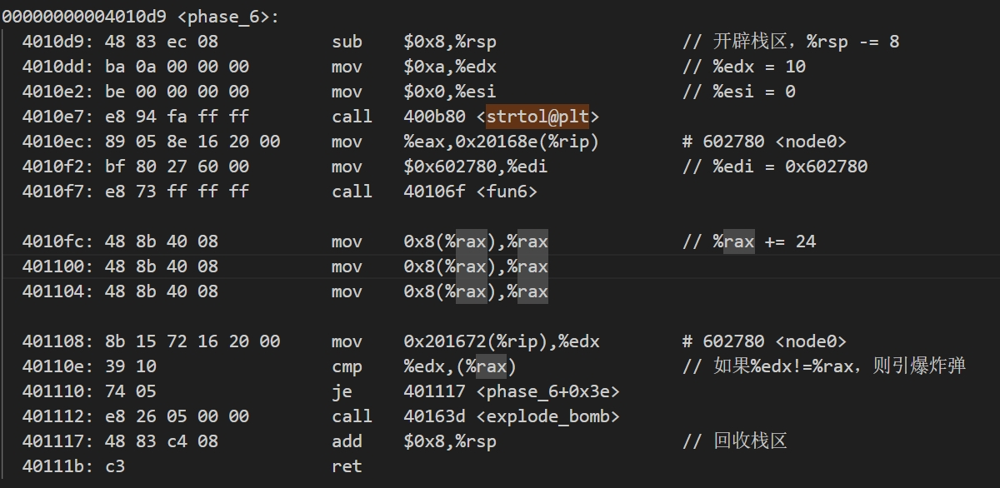 00000000004010d9 <phase_6>:
4010d9: 48 83 ec 08 sub $0x8,%rsp // 开辟栈区，%rsp -= 8
4010dd: ba 0a 00 00 00 mov $0xa,%edx // %edx = 10
4010e2: be 00 00 00 00 mov $0x0,%esi // %esi = 0
4010e7: e8 94 fa ff ff call 400b80 <strtol@plt>
4010ec: 89 05 8e 16 20 00 mov %eax,0x20168e(%rip) # 602780 <node0>
4010f2: bf 80 27 60 00 mov $0x602780,%edi // %edi = 0x602780
4010f7: e8 73 ff ff ff call 40106f <fun6>
4010fc: 48 8b 40 08 mov 0x8(%rax),%rax // %rax += 24
401100: 48 8b 40 08 mov 0x8(%rax),%rax
401104: 48 8b 40 08 mov 0x8(%rax),%rax
401108: 8b 15 72 16 20 00 mov 0x201672(%rip),%edx # 602780 <node0>
40110e: 39 10 cmp %edx,(%rax) // 如果%edx!=%rax，则引爆炸弹
401110: 74 05 je 401117 <phase_6+0x3e>
401112: e8 26 05 00 00 call 40163d <explode_bomb>
401117: 48 83 c4 08 add $0x8,%rsp // 回收栈区
40111b: c3 ret